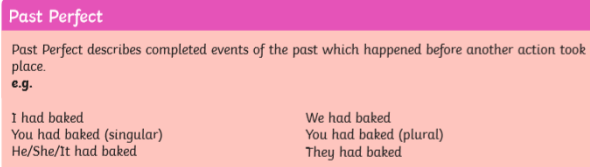 Past Perfect
Past Perfect describes completed events of the past which happened before another action took
place.
e.g.
I had baked
You had baked (singular)
He/She/It had baked
We had baked
You had baked (plural)
They had baked